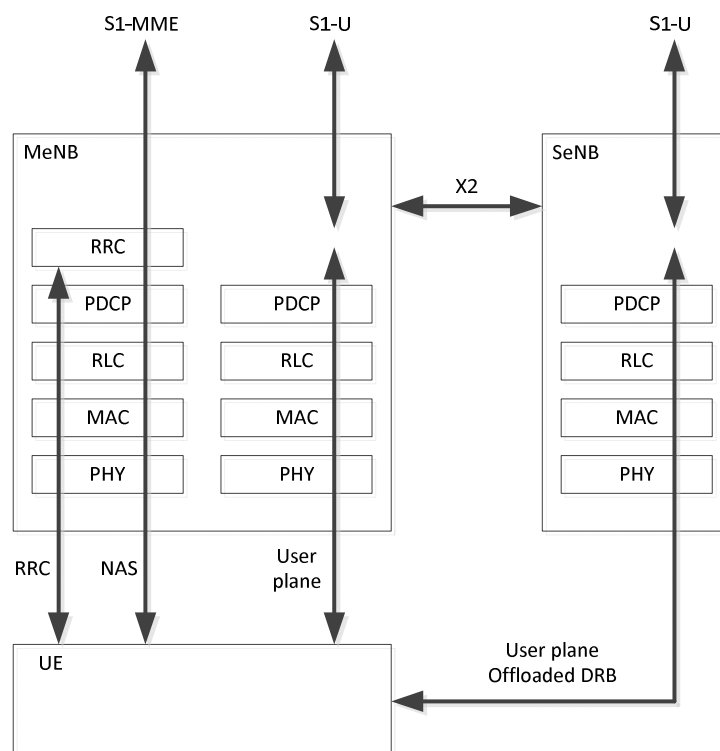 S1-MME
S1-U
S1-U
MeNB
SeNB
X2
RRC
PDCP
PDCP
PDCP
RLC
RLC
RLC
MAC
MAC
MAC
PHY
PHY
PHY
RRC
NAS
User
plane
UE
User plane
Offloaded DRB